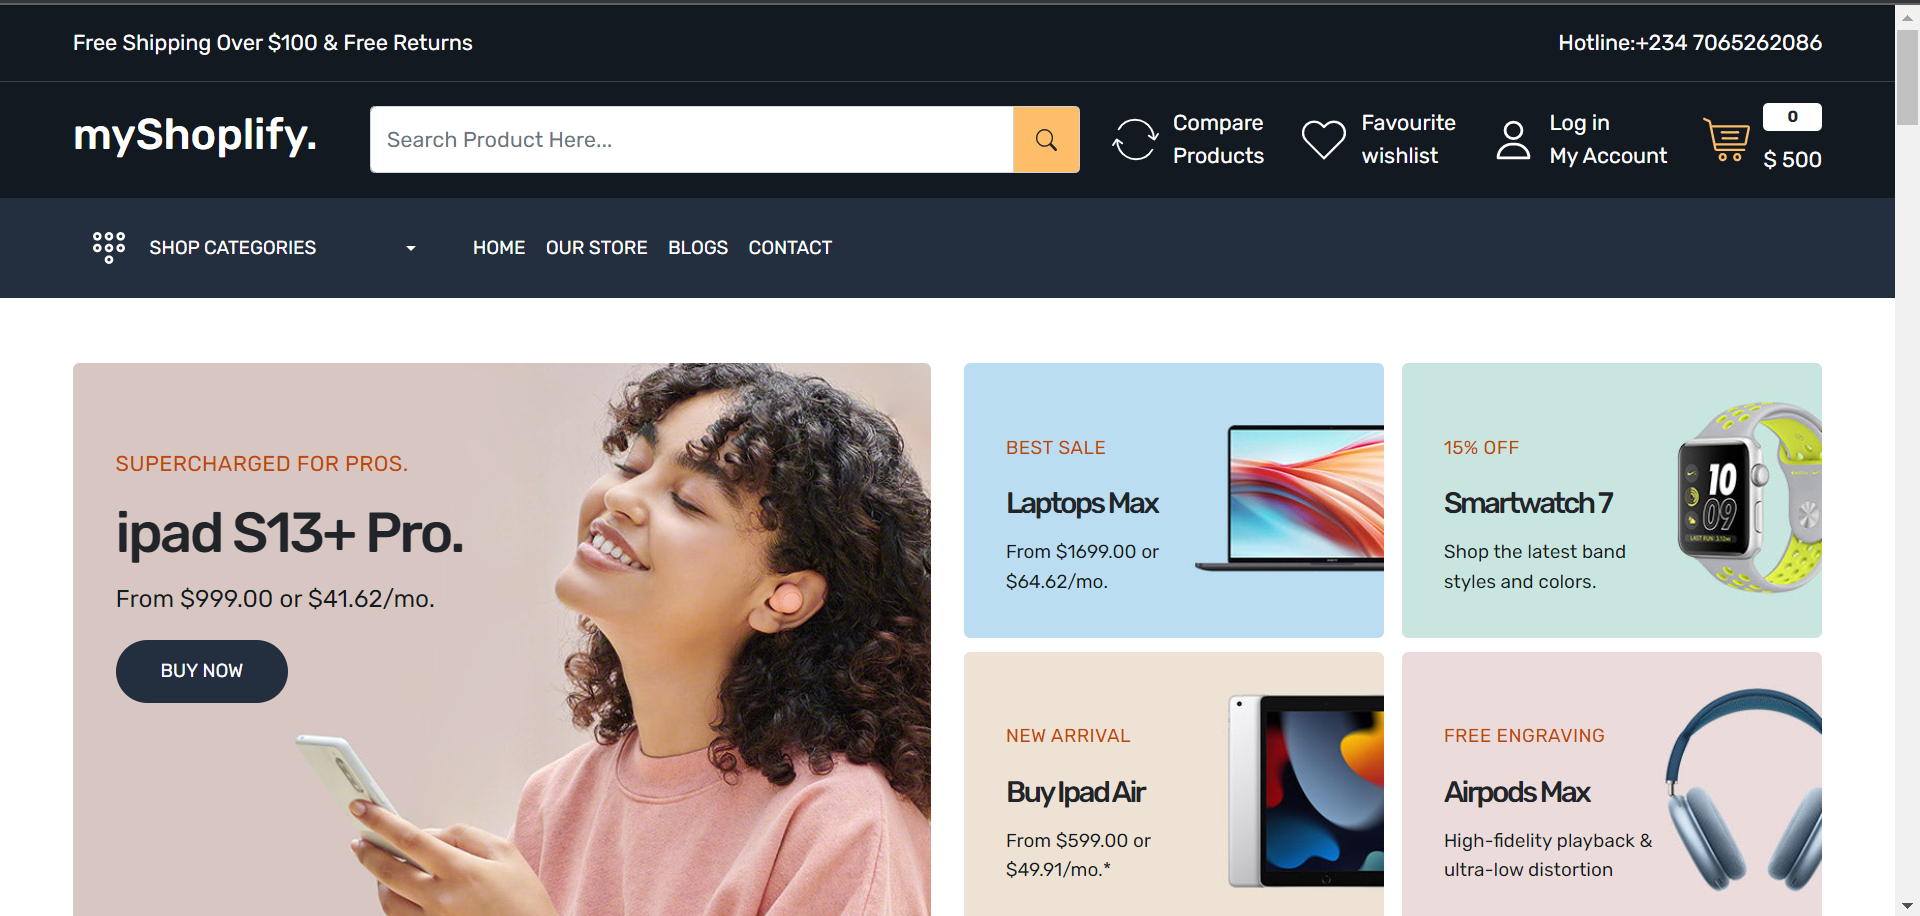 Free Shipping Over $100 & Free Returns
Hotline:+234 7065262086
myShoplify.
Search Product Here...
Compare
Products
Favourite
wishlist
Log in
My Account
0
$ 500
SHOP CATEGORIES
HOME OUR STORE BLOGS CONTACT
SUPERCHARGED FOR PROS.
ipad S13+ Pro.
From $999.00 or $41.62/mo.
BUY NOW
BEST SALE
Laptops Max
From $1699.00 or
$64.62/mo.
15% OFF
Smartwatch 7
Shop the latest band
styles and colors.
10
09
LAST RUN: 3.12MI
NEW ARRIVAL
Buy Ipad Air
From $599.00 or
$49.91/mo.*
FREE ENGRAVING
Airpods Max
High-fidelity playback &
ultra-low distortion